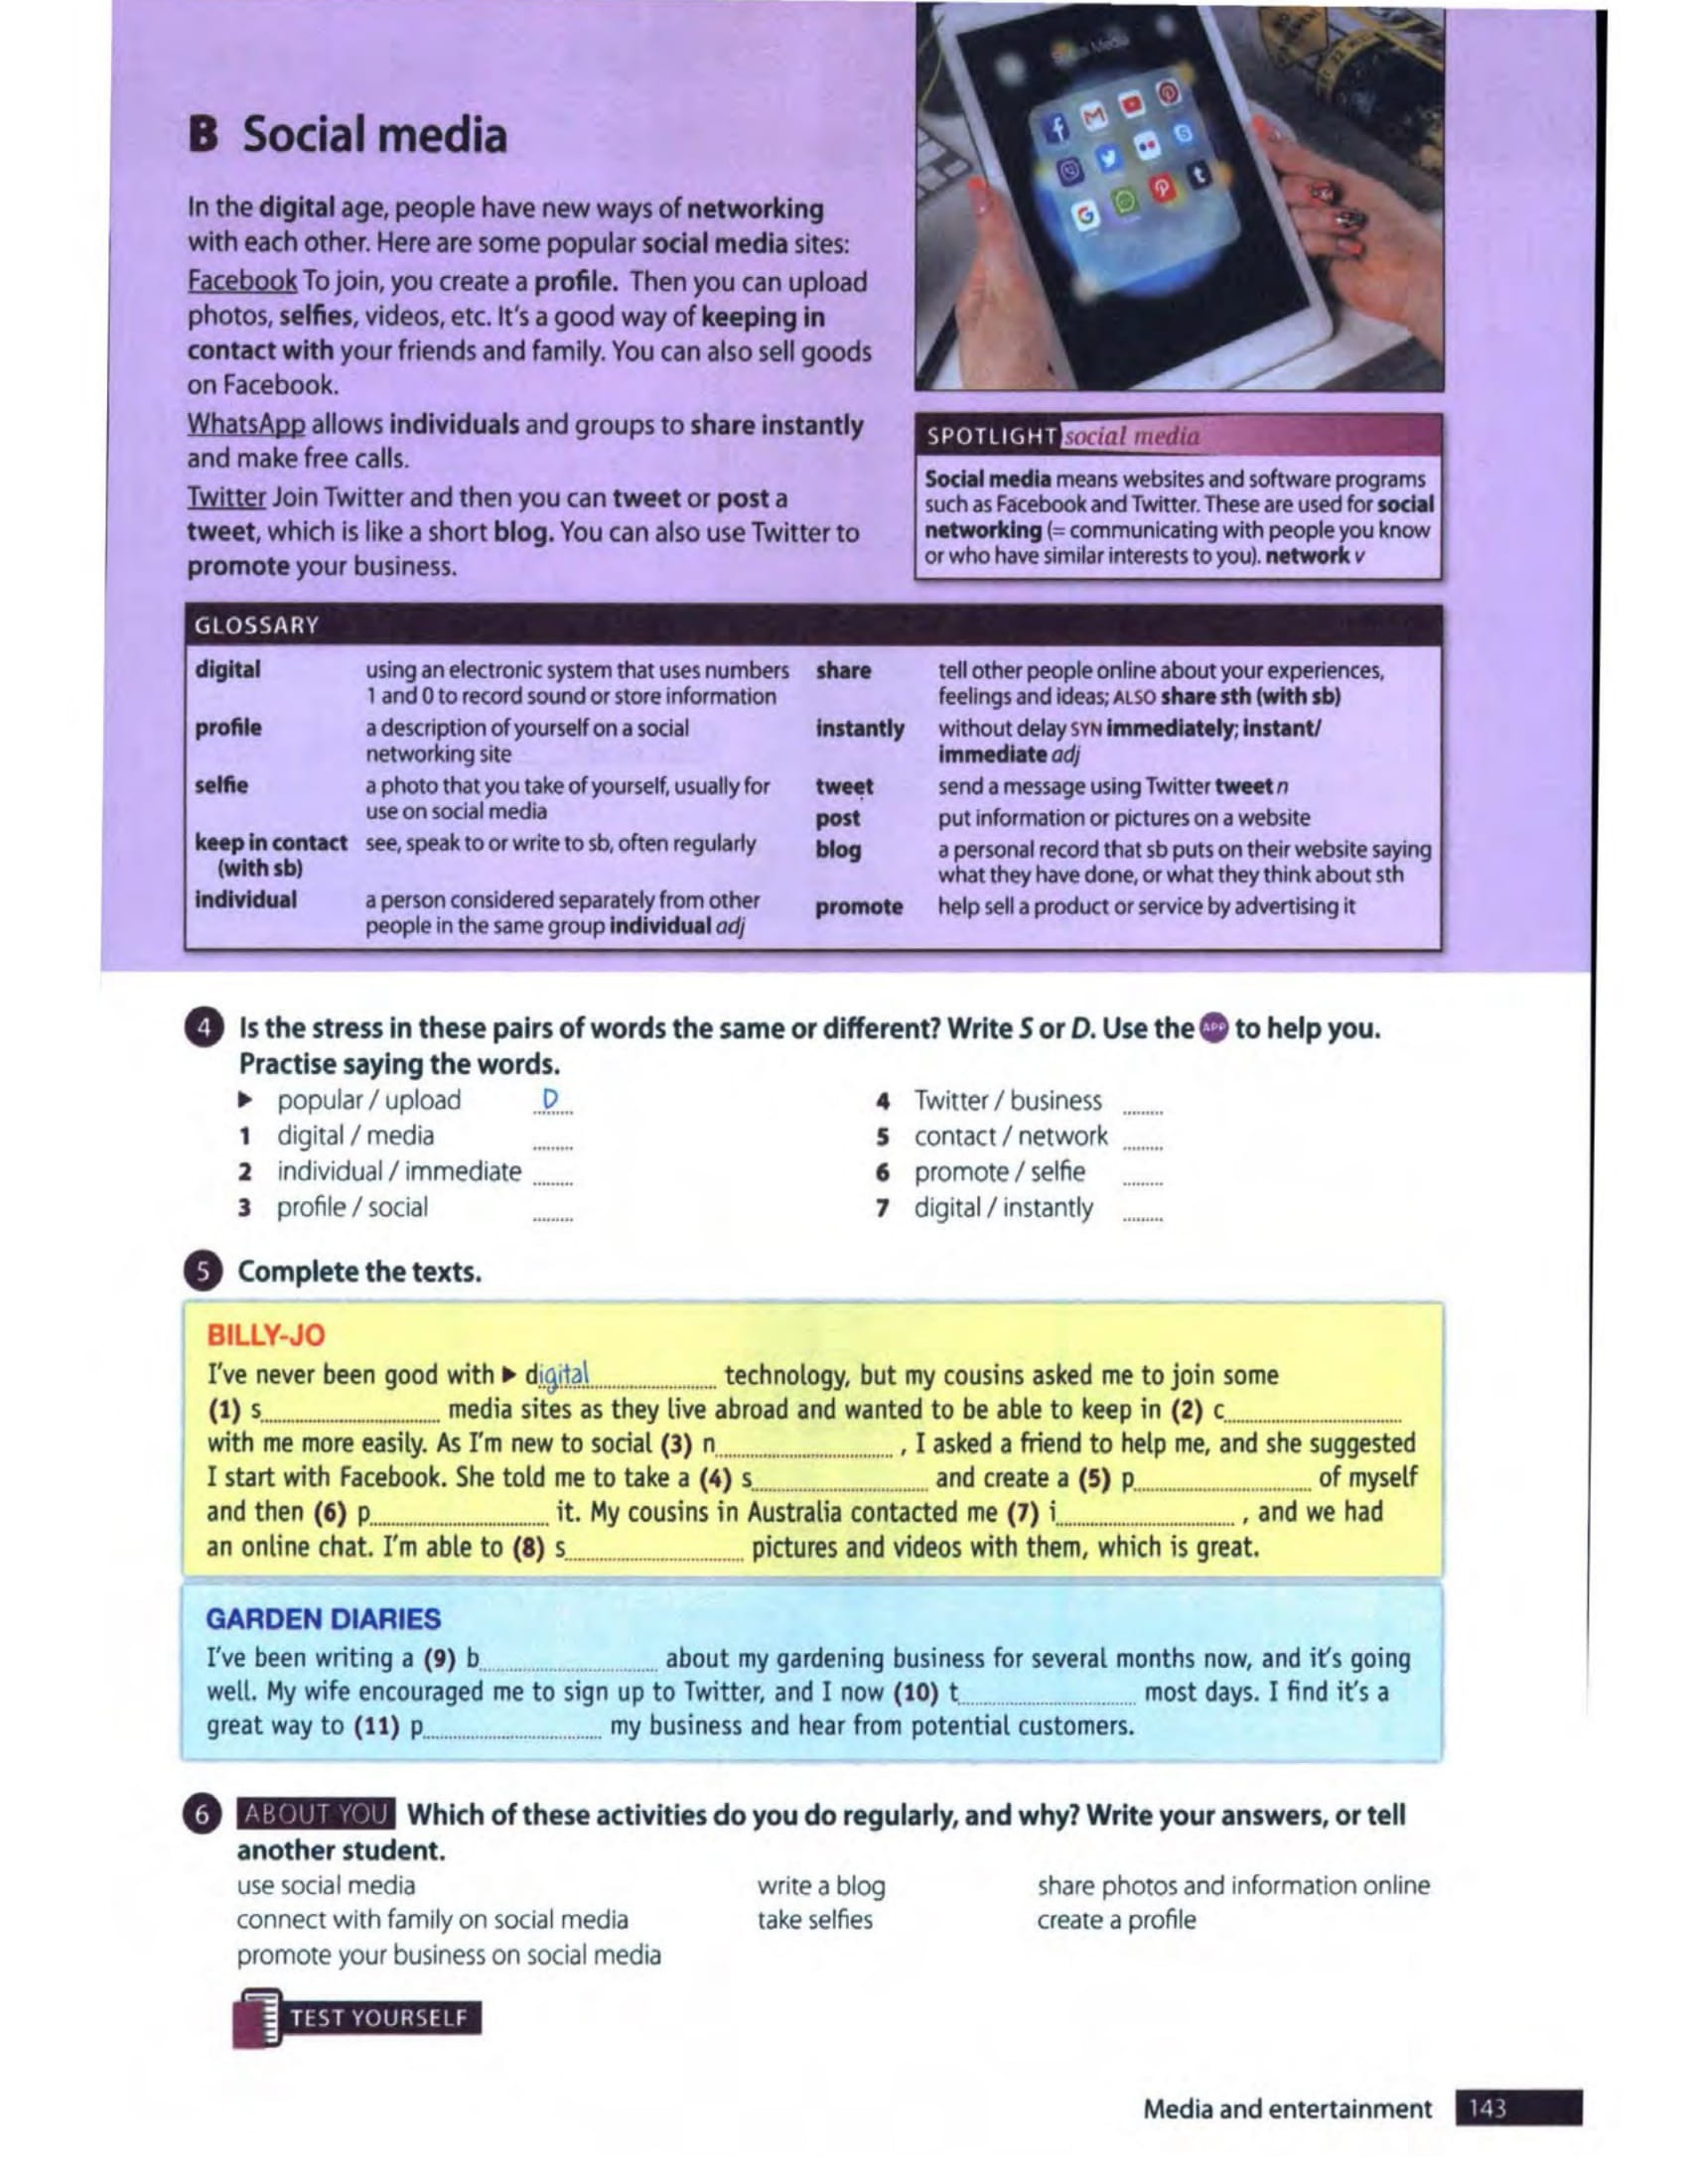 Social Media
B Social media
In the digital age, people have new ways of networking
with each other. Here are some popular social media sites:
Facebook To join, you create a profile. Then you can upload
photos, selfies, videos, etc. It's a good way of keeping in
contact with your friends and family. You can also sell goods
on Facebook.
WhatsApp allows individuals and groups to share instantly
and make free calls.
Twitter Join Twitter and then you can tweet or post a
tweet, which is like a short blog. You can also use Twitter to
promote your business.
SPOTLIGHT social media
Social media means websites and software programs
such as Facebook and Twitter. These are used for social
networking (= communicating with people you know
or who have similar interests to you). network v
GLOSSARY
digital using an electronic system that uses numbers
1 and 0 to record sound or store information
profile a description of yourself on a social
networking site
selfie a photo that you take of yourself, usually for
use on social media
keep in contact see, speak to or write to sb, often regularly
(with sb)
individual a person considered separately from other
people in the same group individual adj
share tell other people online about your experiences,
feelings and ideas; ALSO share sth (with sb)
instantly without delay SYN immediately; instant/
immediate adj
tweet send a message using Twitter tweet n
post put information or pictures on a website
blog a personal record that sb puts on their website saying
what they have done, or what they think about sth
promote help sell a product or service by advertising it
4 Is the stress in these pairs of words the same or different? Write S or D. Use the APP to help you.
Practise saying the words.
▶ popular / upload D
1 digital / media
2 individual / immediate
3 profile / social
4 Twitter / business
5 contact / network
6 promote / selfie
7 digital / instantly
5 Complete the texts.
BILLY-JO
I've never been good with ▶ digital technology, but my cousins asked me to join some
(1) s media sites as they live abroad and wanted to be able to keep in (2) c
with me more easily. As I'm new to social (3) n , I asked a friend to help me, and she suggested
I start with Facebook. She told me to take a (4) s and create a (5) p of myself
and then (6) p it. My cousins in Australia contacted me (7) i , and we had
an online chat. I'm able to (8) s pictures and videos with them, which is great.
GARDEN DIARIES
I've been writing a (9) b about my gardening business for several months now, and it's going
well. My wife encouraged me to sign up to Twitter, and I now (10) t most days. I find it's a
great way to (11) p my business and hear from potential customers.
6 ABOUT YOU Which of these activities do you do regularly, and why? Write your answers, or tell
another student.
use social media write a blog share photos and information online
connect with family on social media take selfies create a profile
promote your business on social media
TEST YOURSELF
Media and entertainment 143